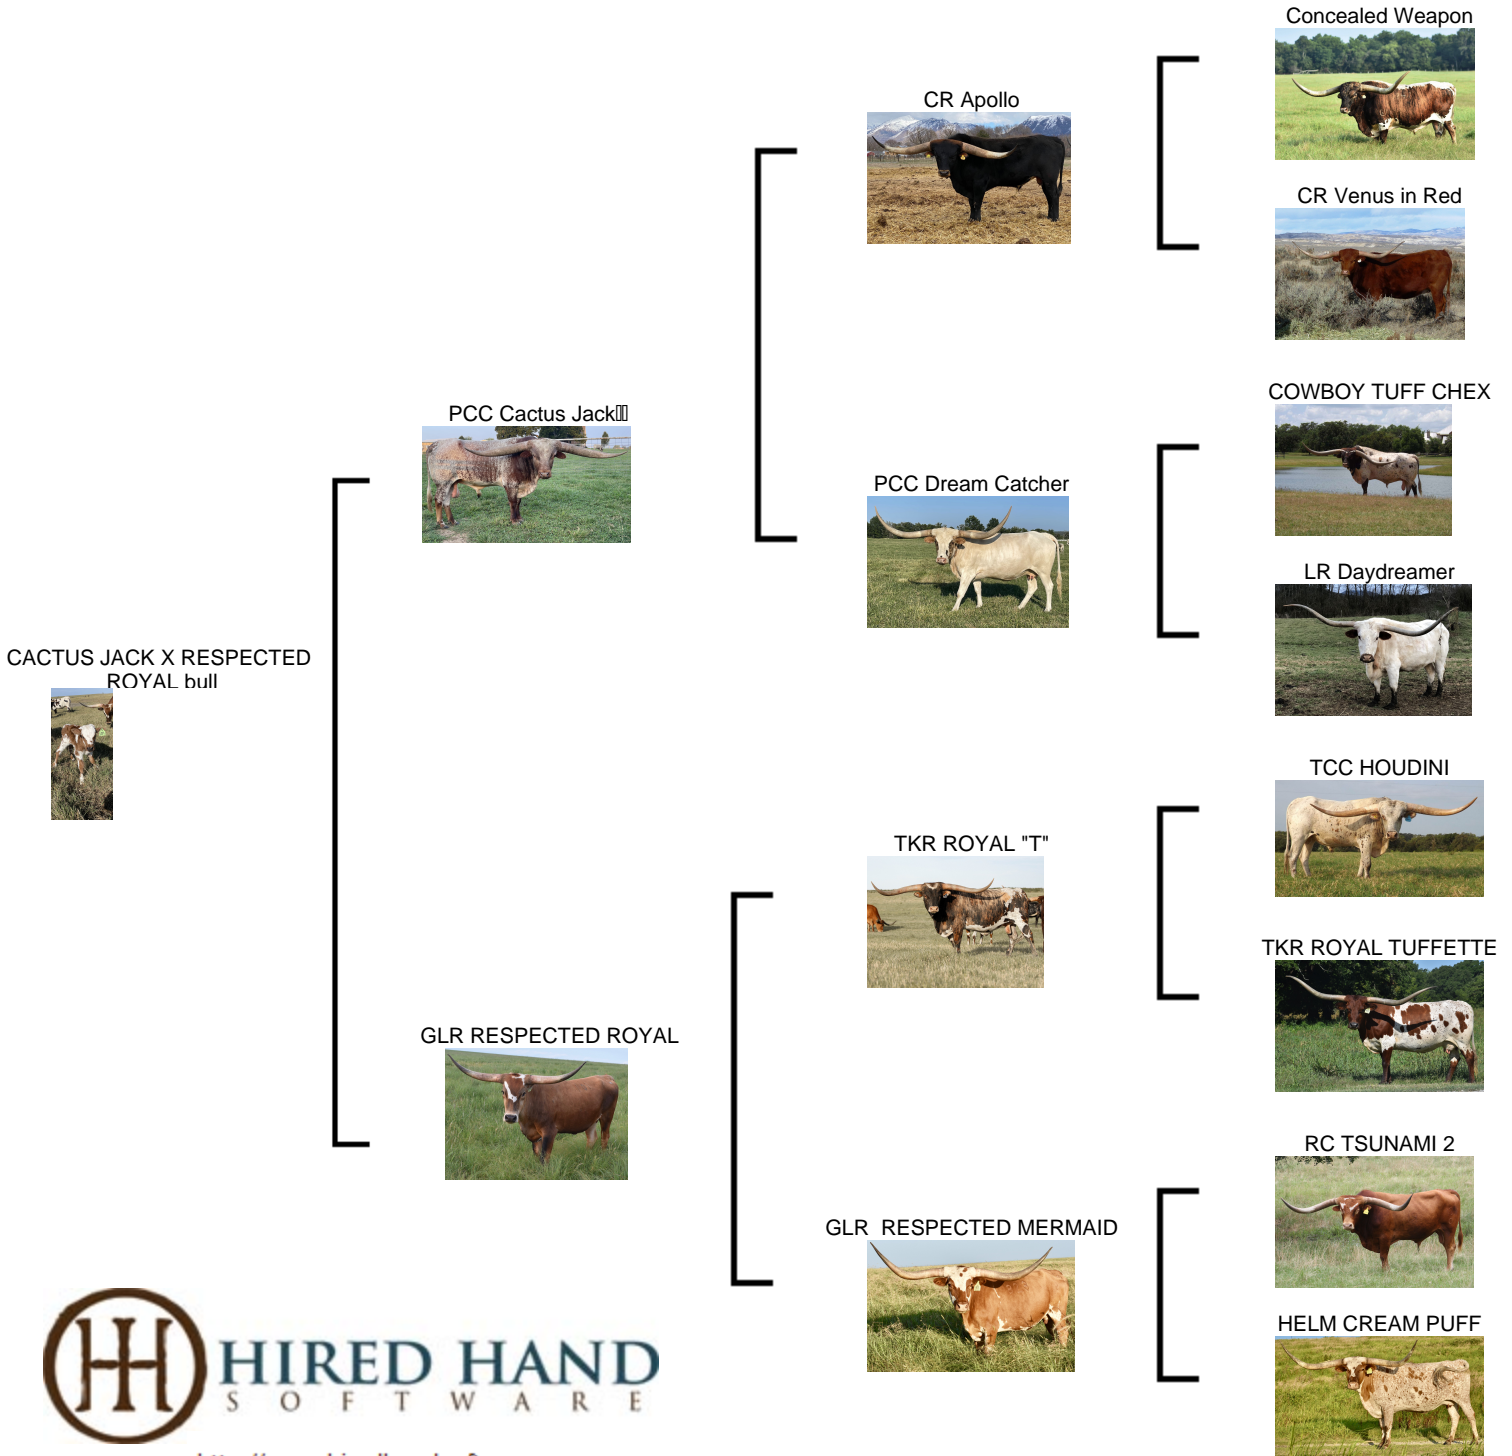 Concealed Weapon
CR Apollo
CR Venus in Red
COWBOY TUFF CHEX
PCC Cactus Jack
PCC Dream Catcher
LR Daydreamer
CACTUS JACK X RESPECTED
ROYAL bull
TCC HOUDINI
TKR ROYAL "T"
TKR ROYAL TUFFETTE
GLR RESPECTED ROYAL
RC TSUNAMI 2
GLR RESPECTED MERMAID
HELM CREAM PUFF
HIRED HAND
SOFTWARE